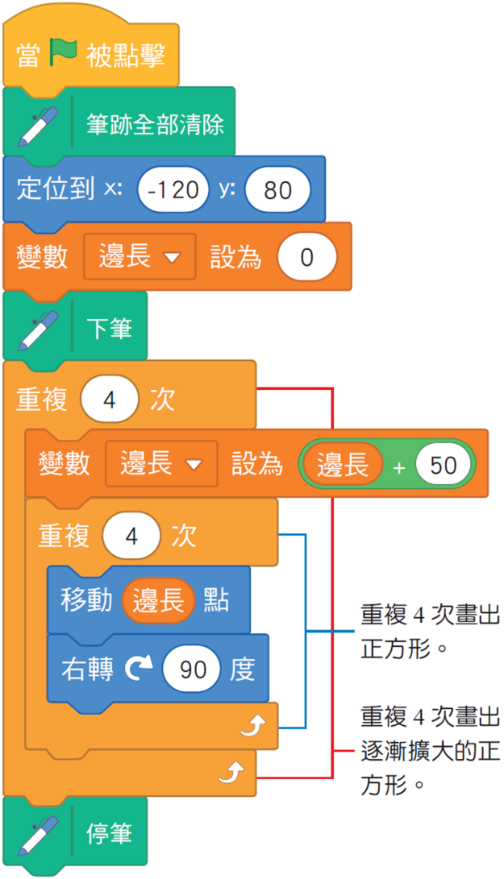 當 被點擊
筆跡全部清除
定位到 x: -120 y: 80
變數 邊長 設為 0
下筆
重複 4 次
變數 邊長 設為 邊長 + 50
重複 4 次
移動 邊長 點
右轉 90 度
重複 4 次畫出
正方形。
重複 4 次畫出
逐漸擴大的正
方形。
停筆